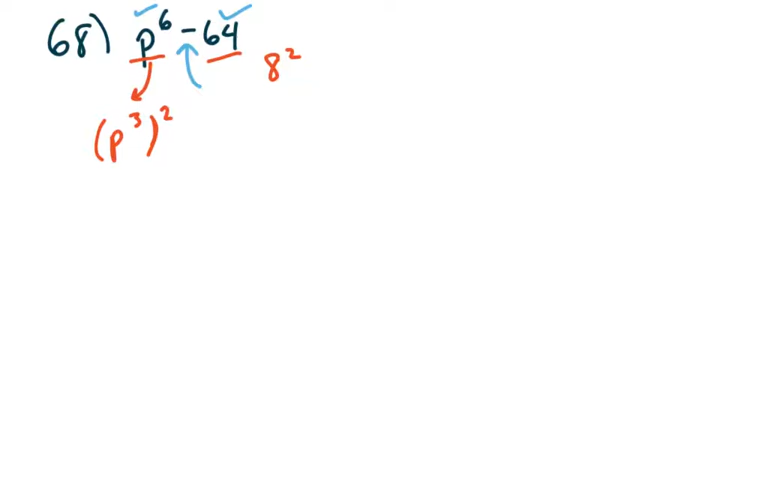 68) p⁶ - 64
8²
(p³)²